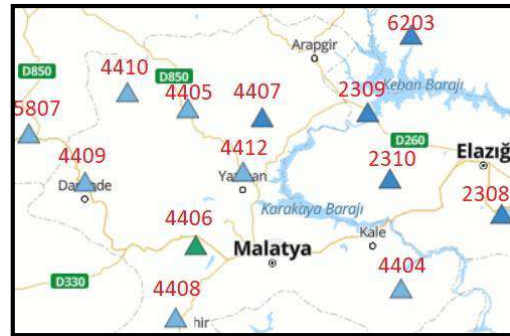 6203
Arapgir
D850
4410
D850
4407
4405
2309
Keban Barajı
5807
D260
4412
Elazığ
4409
2310
Karakaya Barajı
2308
4406
Malatya
Kale
4404
D330
4408